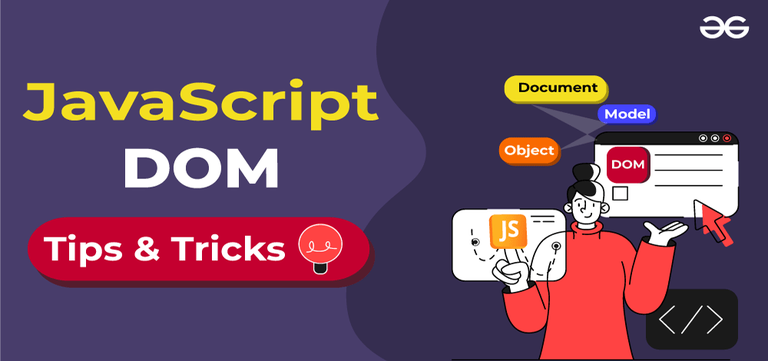 JavaScript
DOM
Tips & Tricks
Document
Model
Object
DOM
JS
</>